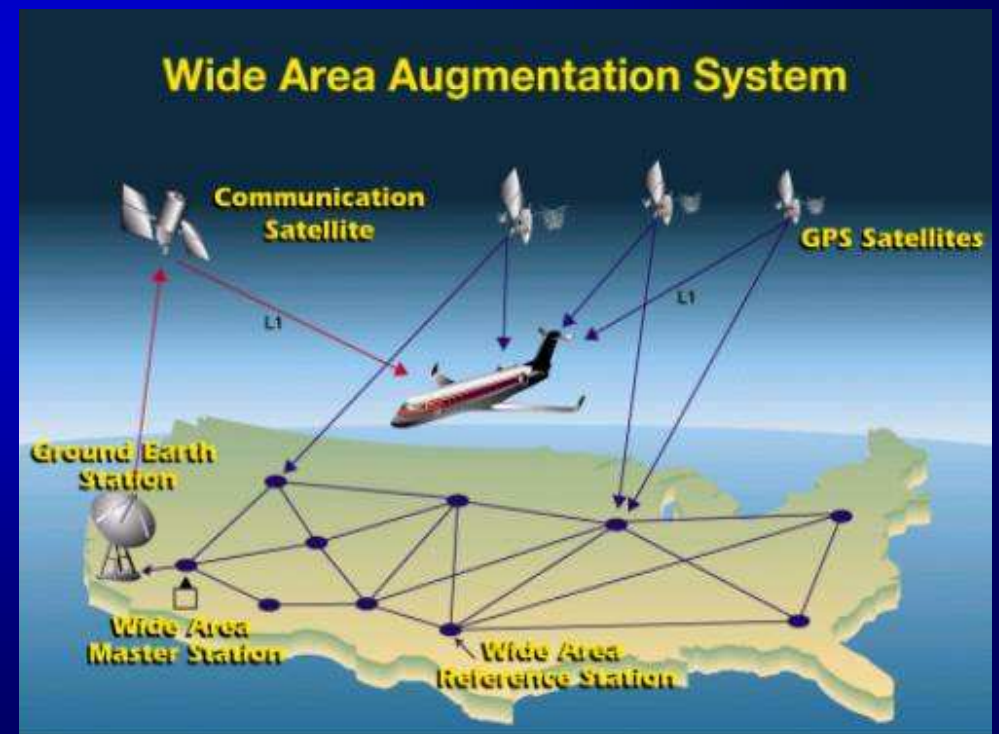 Wide Area Augmentation System
Communication
Satellite
GPS Satellites
L1
L1
Ground Earth
Station
Wide Area
Master Station
Wide Area
Reference Station